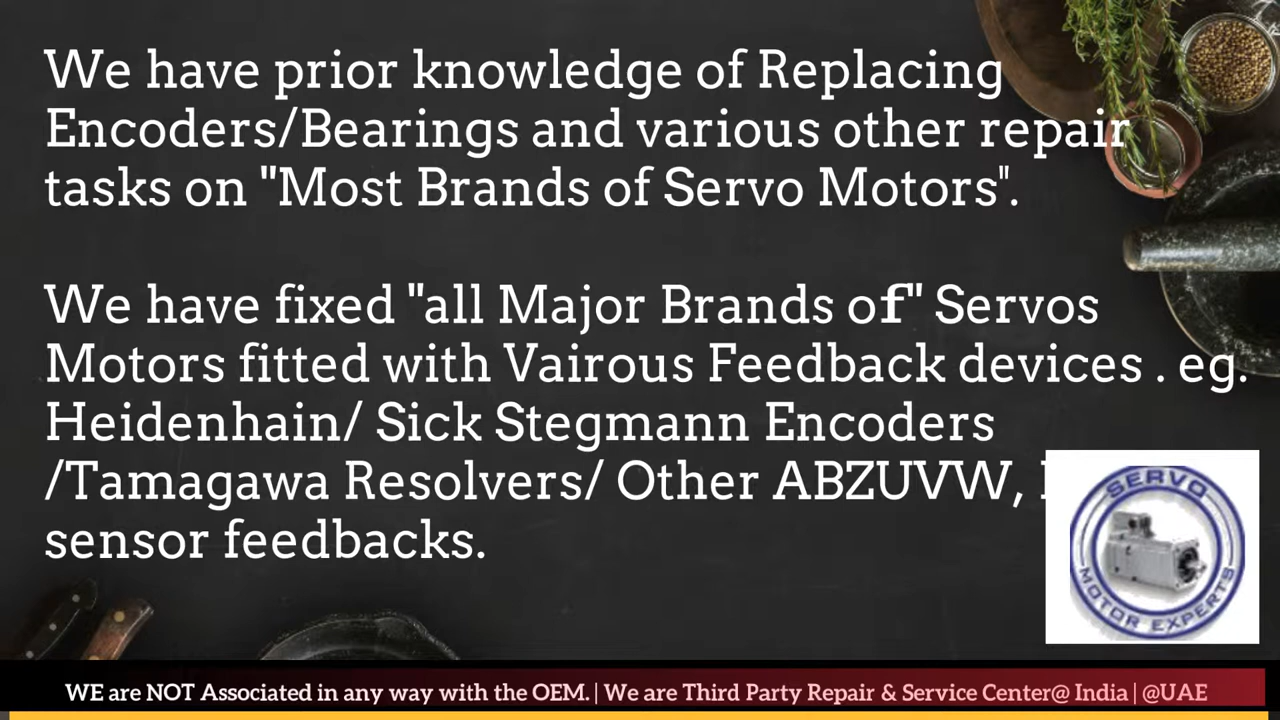 We have prior knowledge of Replacing
Encoders/Bearings and various other repair
tasks on "Most Brands of Servo Motors".
We have fixed "all Major Brands of" Servos
Motors fitted with Vairous Feedback devices . eg.
Heidenhain/ Sick Stegmann Encoders
/Tamagawa Resolvers/ Other ABZUVW,
sensor feedbacks.
SERVO
MOTOR EXPERTS
WE are NOT Associated in any way with the OEM. | We are Third Party Repair & Service Center@ India | @UAE